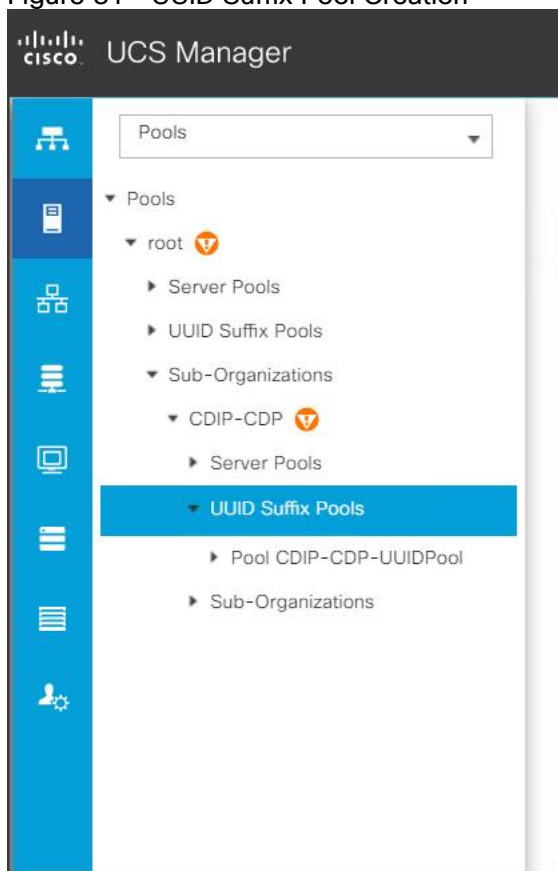 Figure 31 UUID Suffix Pool Creation
cisco. UCS Manager
Pools
Pools
root
Server Pools
UUID Suffix Pools
Sub-Organizations
CDIP-CDP
Server Pools
UUID Suffix Pools
Pool CDIP-CDP-UUIDPool
Sub-Organizations